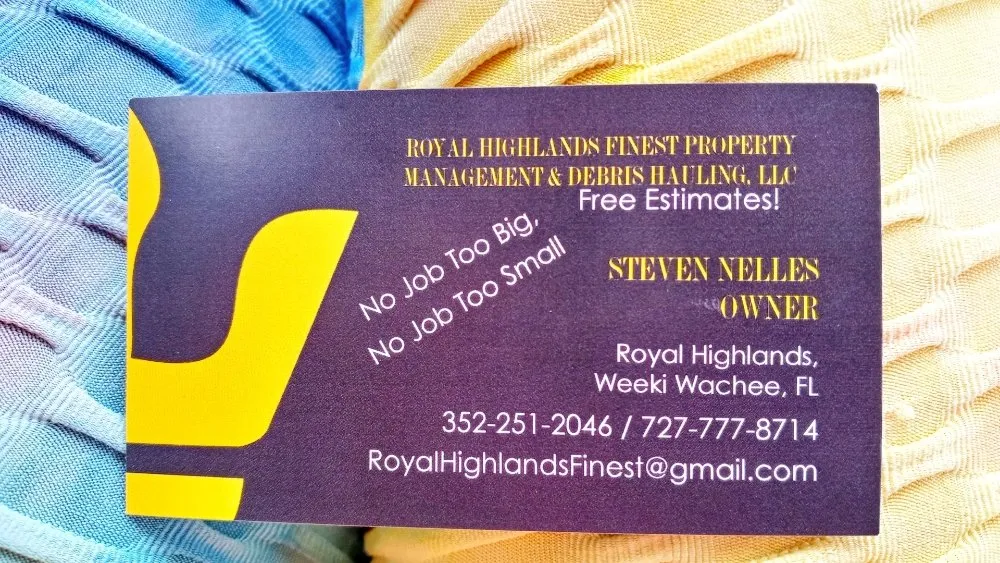 ROYAL HIGHLANDS FINEST PROPERTY
MANAGEMENT & DEBRIS HAULING, LLC
Free Estimates!
No Job Too Big,
No Job Too Small
STEVEN NELLES
OWNER
Royal Highlands,
Weeki Wachee, FL
352-251-2046 / 727-777-8714
RoyalHighlandsFinest@gmail.com